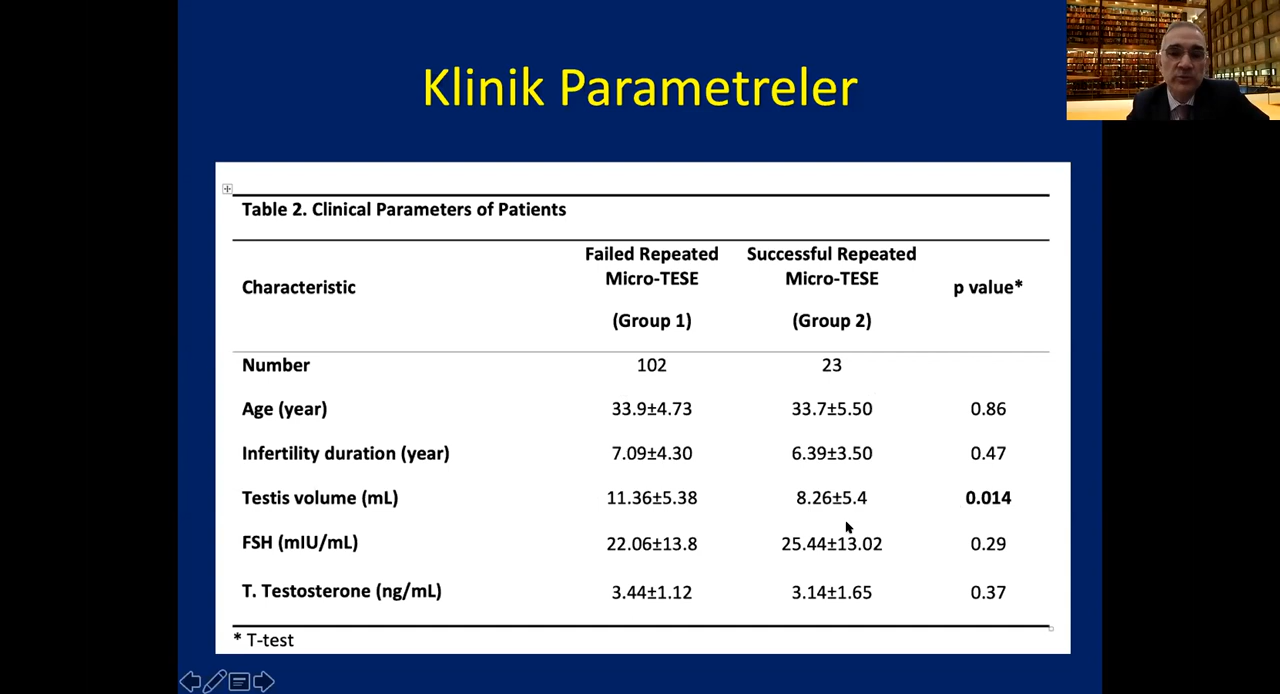 Klinik Parametreler
Table 2. Clinical Parameters of Patients
Characteristic Failed Repeated Micro-TESE (Group 1) Successful Repeated Micro-TESE (Group 2) p value*
Number 102 23
Age (year) 33.9±4.73 33.7±5.50 0.86
Infertility duration (year) 7.09±4.30 6.39±3.50 0.47
Testis volume (mL) 11.36±5.38 8.26±5.4 0.014
FSH (mIU/mL) 22.06±13.8 25.44±13.02 0.29
T. Testosterone (ng/mL) 3.44±1.12 3.14±1.65 0.37
* T-test